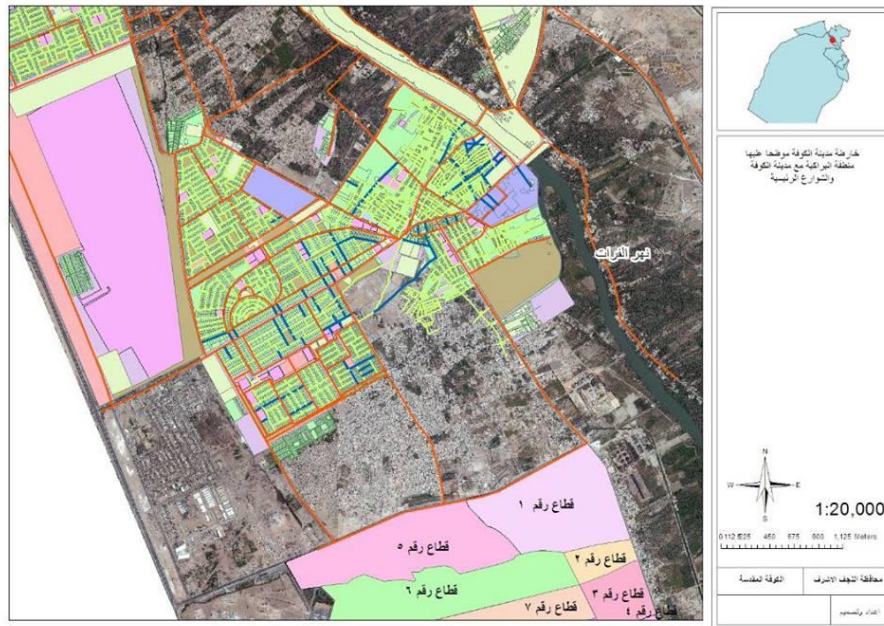 خارطة مدينة الكوفة موضحا عليها
منطقة البراكية مع مدينة الكوفة
والشوارع الرئيسية
نهر الفرات
N
W
E
S
1:20,000
0 112.5 225 450 675 900 1,125 Meters
قطاع رقم ١
قطاع رقم ٥
قطاع رقم ٢
قطاع رقم ٦
قطاع رقم ٣
قطاع رقم ٧
قطاع رقم ٤
محافظة النجف الاشرف
الكوفة المقدسة
اعداد وتصميم